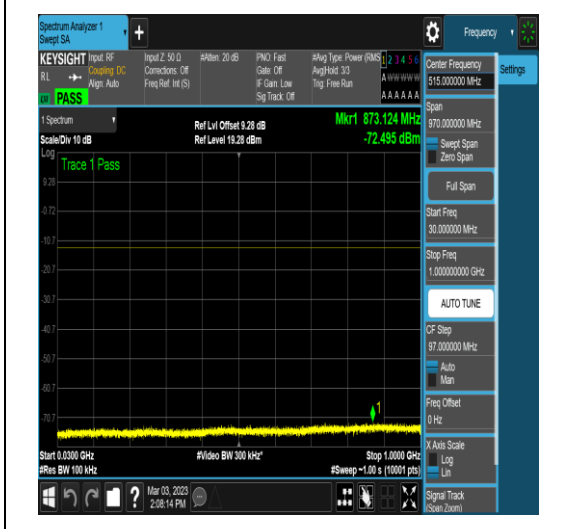 Spectrum Analyzer 1
Swept SA
Frequency
KEYSIGHT
RL
PASS
Input: RF
Coupling: DC
Align: Auto
Input Z: 50 Ω
Corrections: Off
Freq Ref: Int (S)
#Atten: 20 dB
PNO: Fast
Gate: Off
IF Gain: Low
Sig Track: Off
#Avg Type: Power (RMS
Avg|Hold: 3/3
Trig: Free Run
1 2 3 4 5 6
A W W W W W
A A A A A A
1 Spectrum
Scale/Div 10 dB
Log
Ref Lvl Offset 9.28 dB
Ref Level 19.28 dBm
Mkr1 873.124 MHz
-72.495 dBm
Trace 1 Pass
9.28
-0.72
-10.7
-20.7
-30.7
-40.7
-50.7
-60.7
-70.7
1
Start 0.0300 GHz
#Res BW 100 kHz
#Video BW 300 kHz*
Stop 1.0000 GHz
#Sweep ~1.00 s (10001 pts)
Mar 03, 2023
2:08:14 PM
Center Frequency
515.000000 MHz
Settings
Span
970.000000 MHz
Swept Span
Zero Span
Full Span
Start Freq
30.000000 MHz
Stop Freq
1.000000000 GHz
AUTO TUNE
CF Step
97.000000 MHz
Auto
Man
Freq Offset
0 Hz
X Axis Scale
Log
Lin
Signal Track
(Span Zoom)